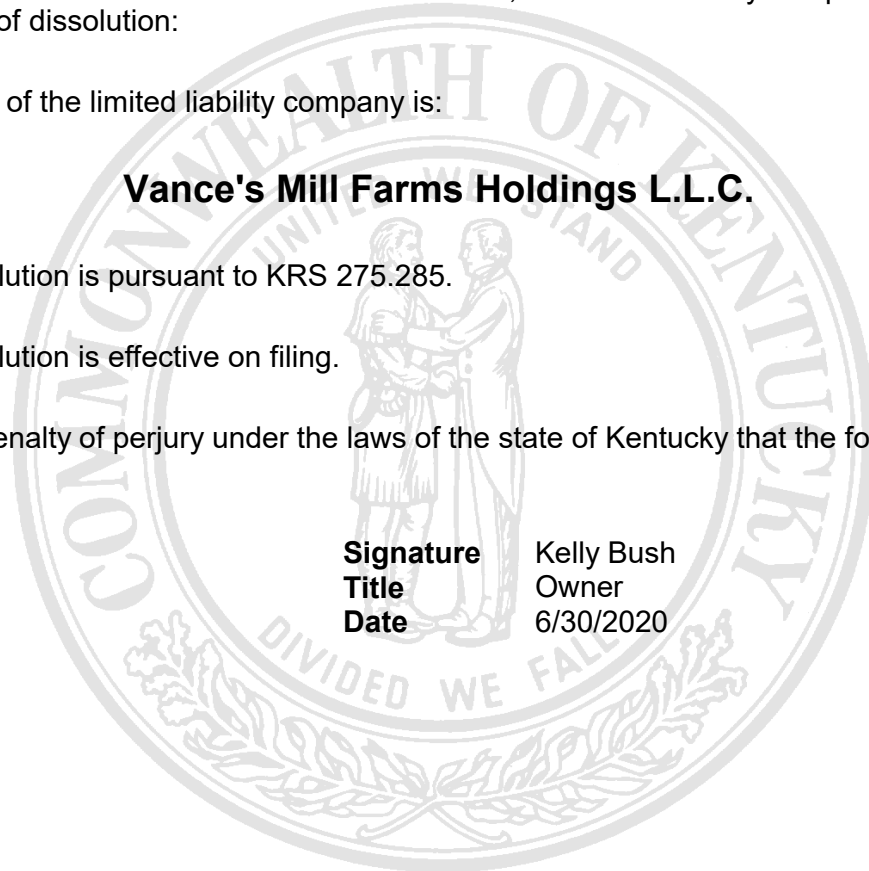 of dissolution:
of the limited liability company is:
Vance's Mill Farms Holdings L.L.C.
lution is pursuant to KRS 275.285.
lution is effective on filing.
enalty of perjury under the laws of the state of Kentucky that the fo
Signature Kelly Bush
Title Owner
Date 6/30/2020
COMMONWEALTH OF KENTUCKY
UNITED WE STAND
DIVIDED WE FALL